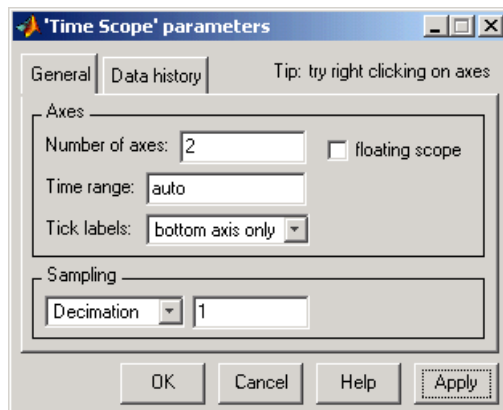 'Time Scope' parameters
General Data history Tip: try right clicking on axes
Axes
Number of axes: 2 floating scope
Time range: auto
Tick labels: bottom axis only
Sampling
Decimation 1
OK Cancel Help Apply